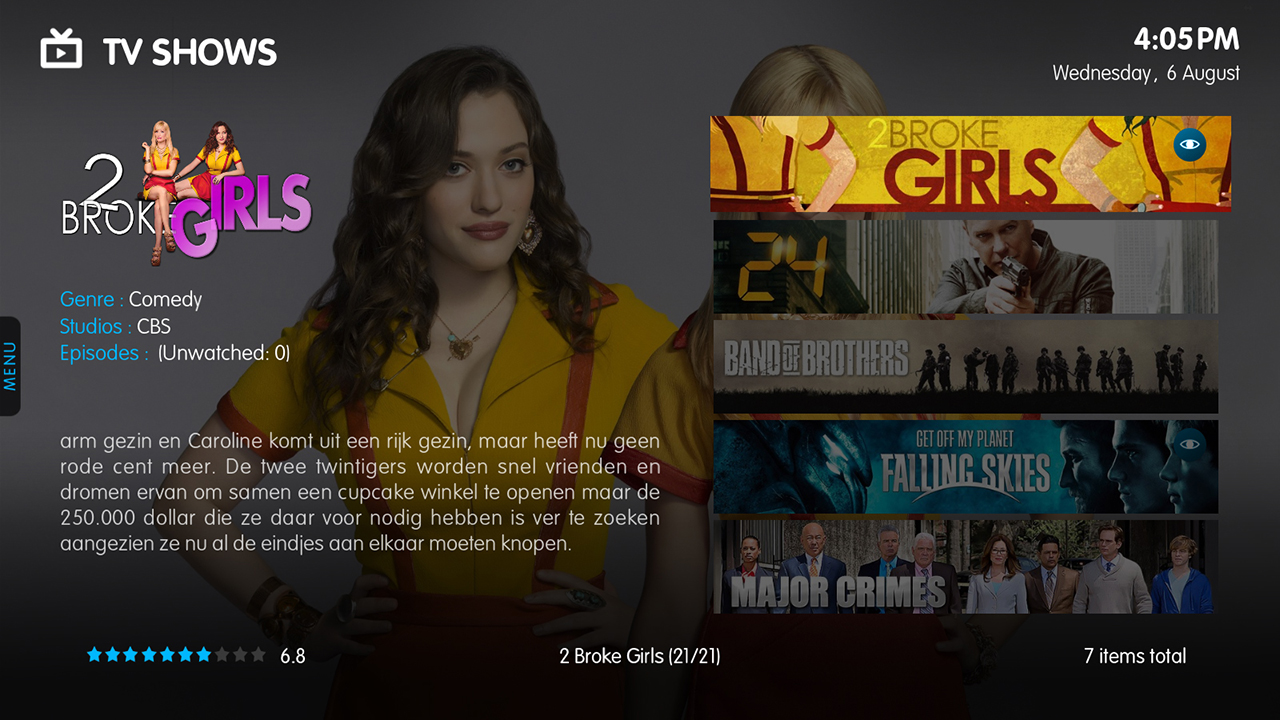 TV SHOWS
4:05 PM
Wednesday, 6 August
2
BROKE GIRLS
Genre : Comedy
Studios : CBS
Episodes : (Unwatched: 0)
MENU
arm gezin en Caroline komt uit een rijk gezin, maar heeft nu geen
rode cent meer. De twee twintigers worden snel vrienden en
dromen ervan om samen een cupcake winkel te openen maar de
250.000 dollar die ze daar voor nodig hebben is ver te zoeken
aangezien ze nu al de eindjes aan elkaar moeten knopen.
2BROKE
GIRLS
24
BAND OF BROTHERS
GET OFF MY PLANET
FALLING SKIES
MAJOR CRIMES
6.8
2 Broke Girls (21/21)
7 items total